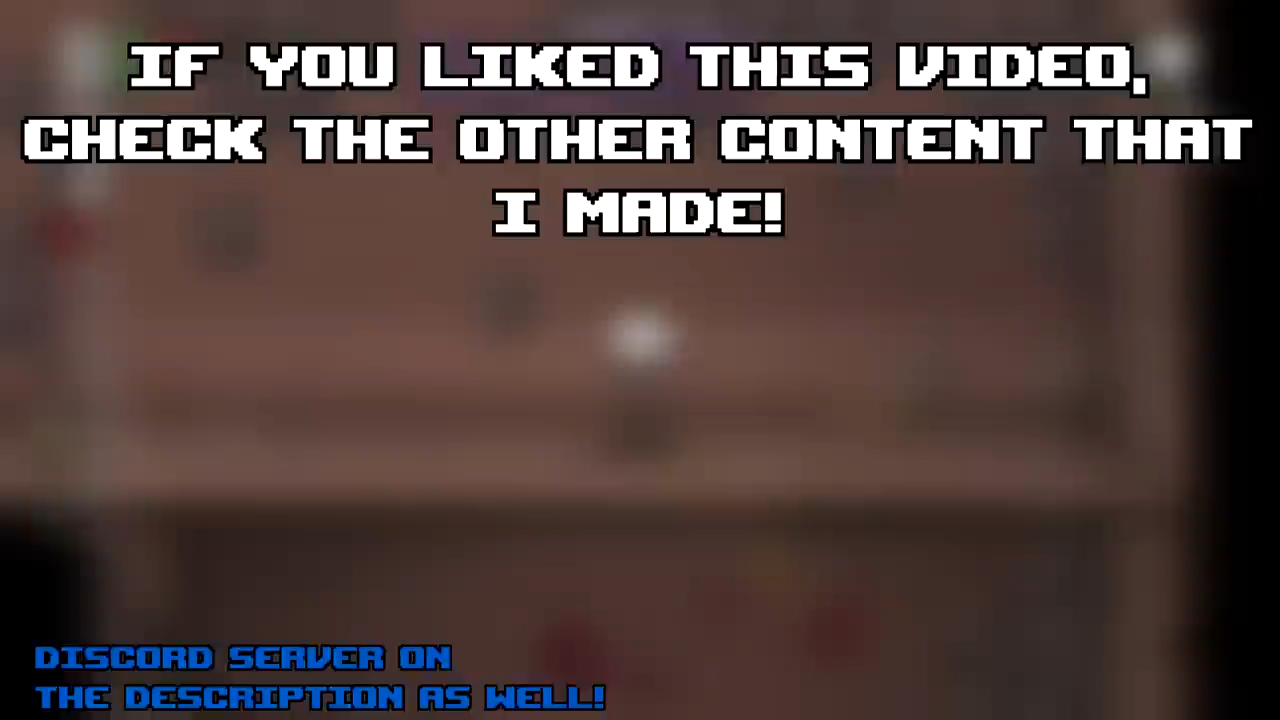 IF YOU LIKED THIS VIDEO,
CHECK THE OTHER CONTENT THAT
I MADE!
DISCORD SERVER ON
THE DESCRIPTION AS WELL!